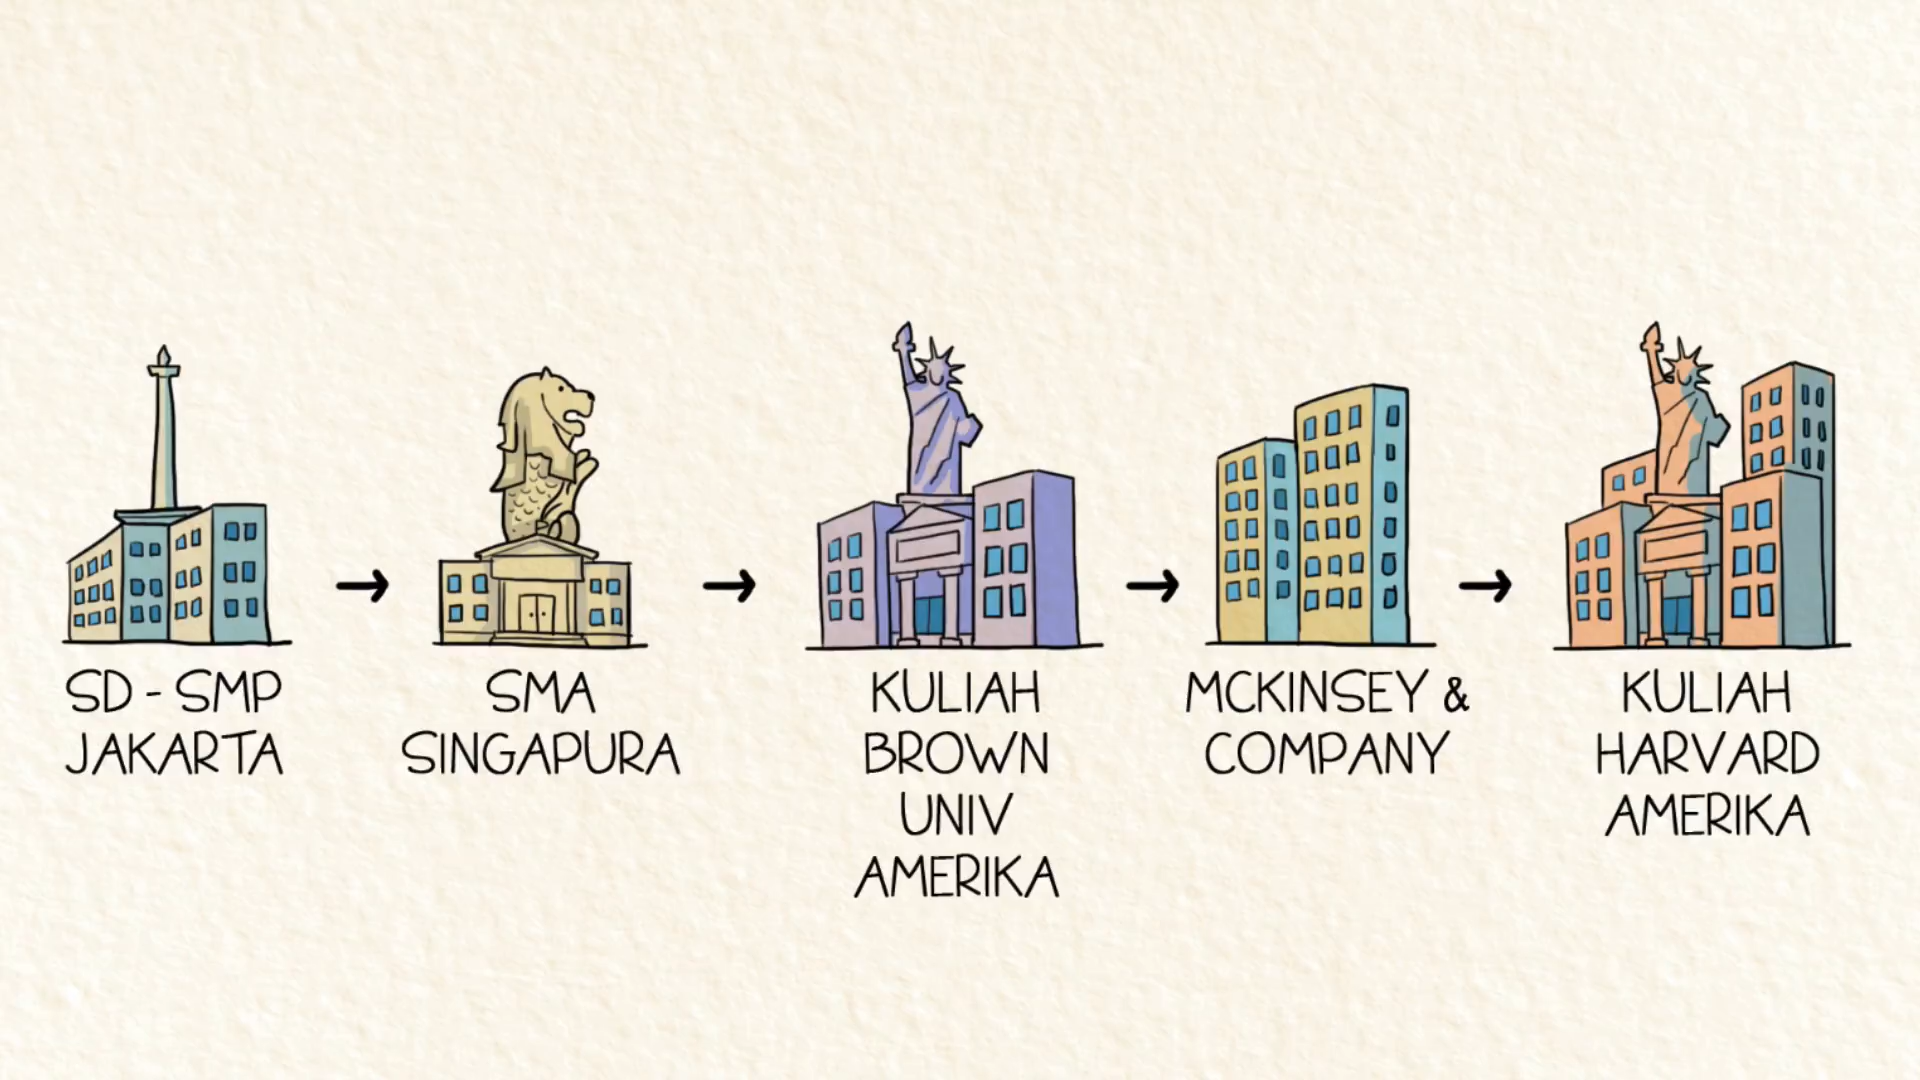 SD - SMP
JAKARTA
SMA
SINGAPURA
KULIAH
BROWN
UNIV
AMERIKA
MCKINSEY &
COMPANY
KULIAH
HARVARD
AMERIKA